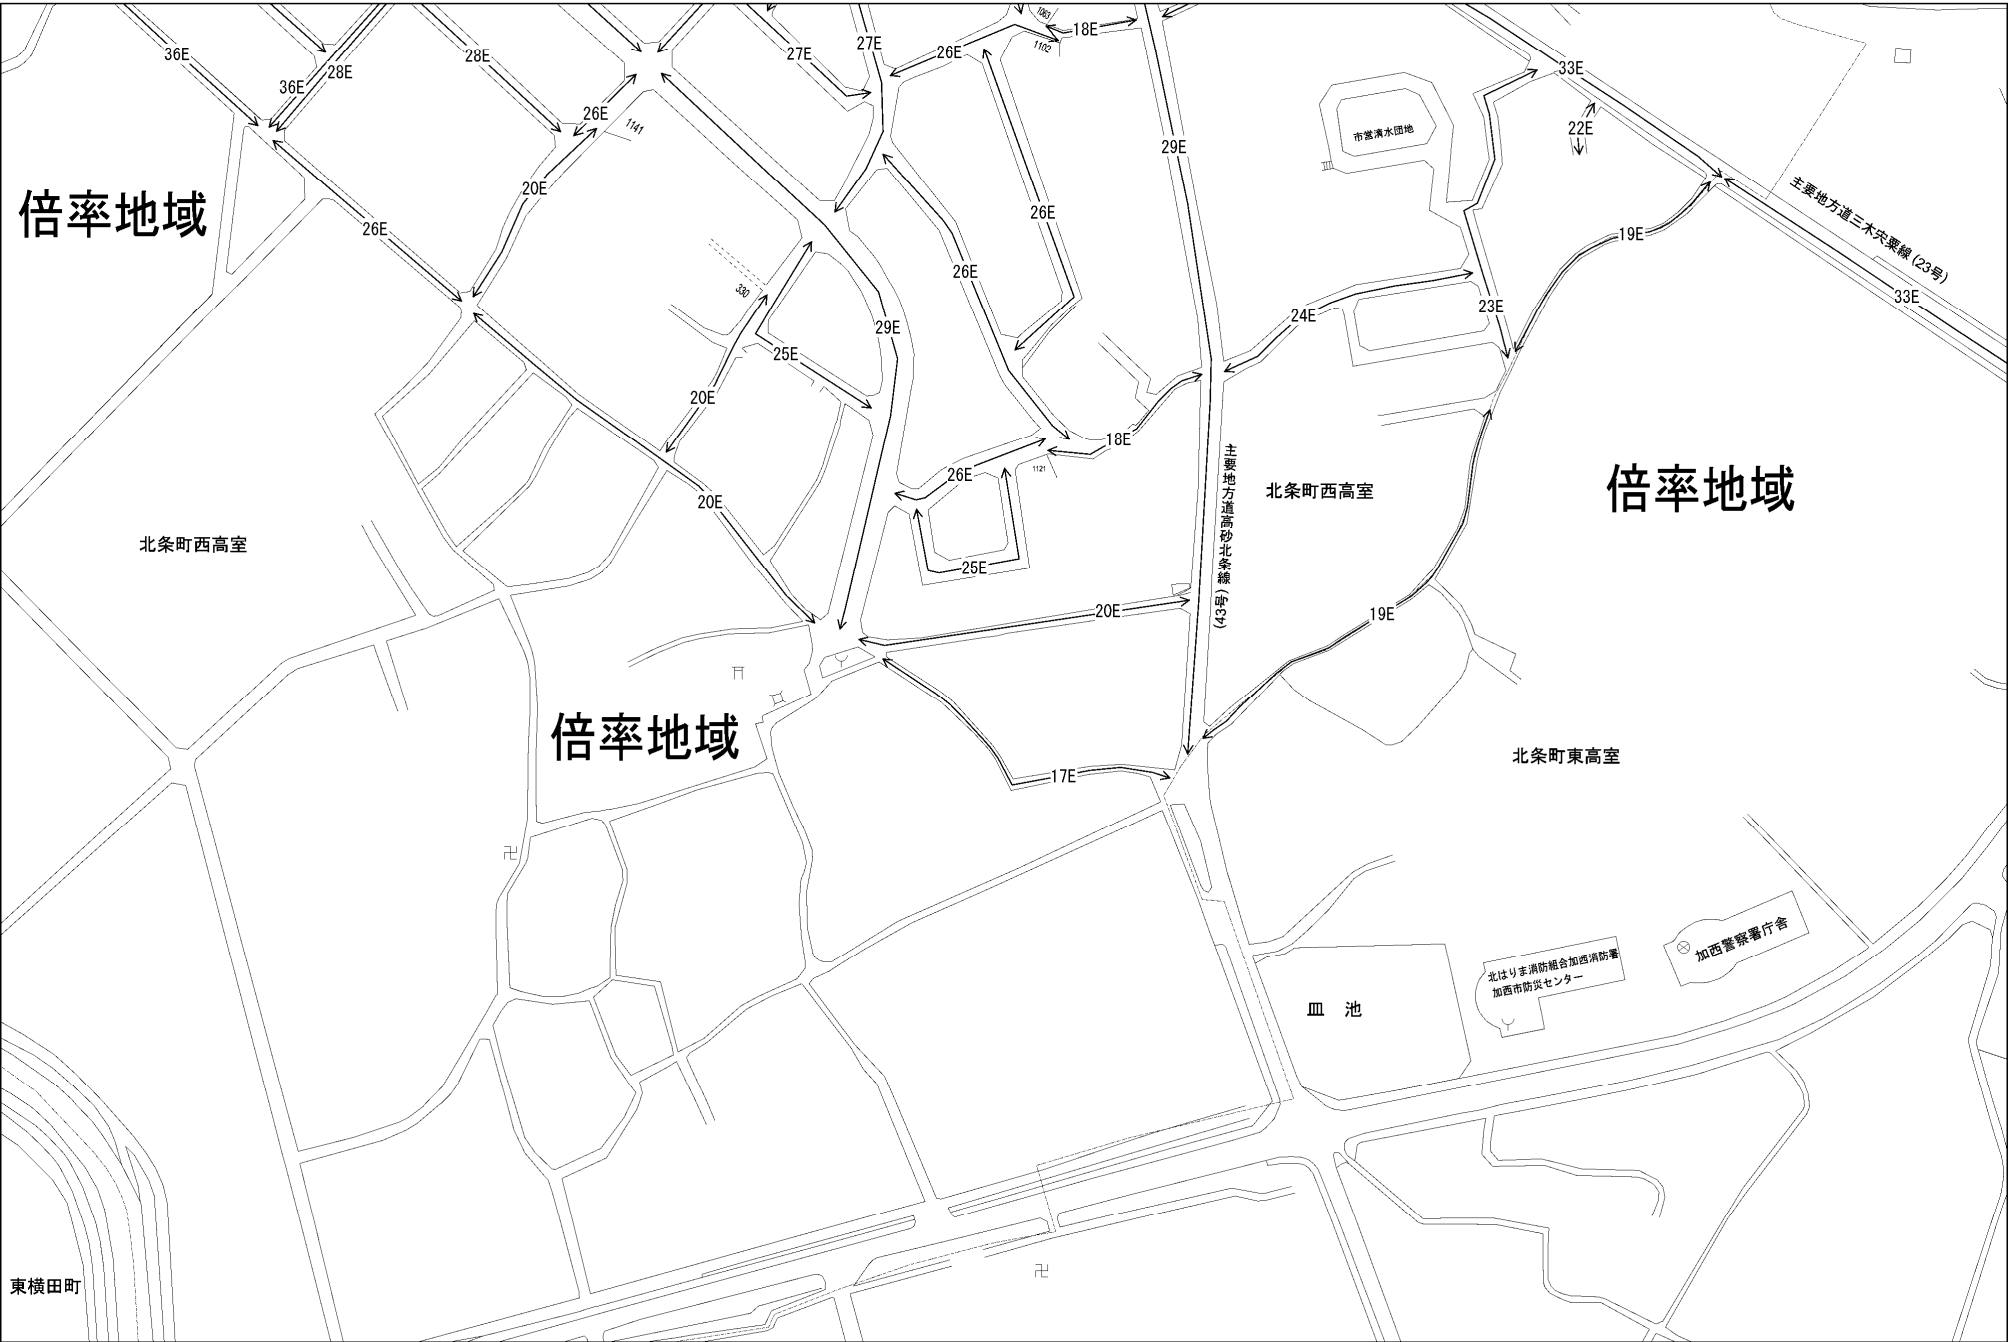 1063
18E
36E
28E
27E
27E
26E
1102
33E
28E
36E
26E
1141
22E
市営清水団地
29E
20E
主要地方道三木宍粟線(23号)
倍率地域
26E
26E
19E
26E
330
33E
23E
24E
29E
25E
20E
18E
26E
1121
主要地方道高砂北条線(43号)
北条町西高室
倍率地域
20E
北条町西高室
25E
20E
19E
倍率地域
17E
北条町東高室
加西警察署庁舎
北はりま消防組合加西消防署
加西市防災センター
皿池
東横田町